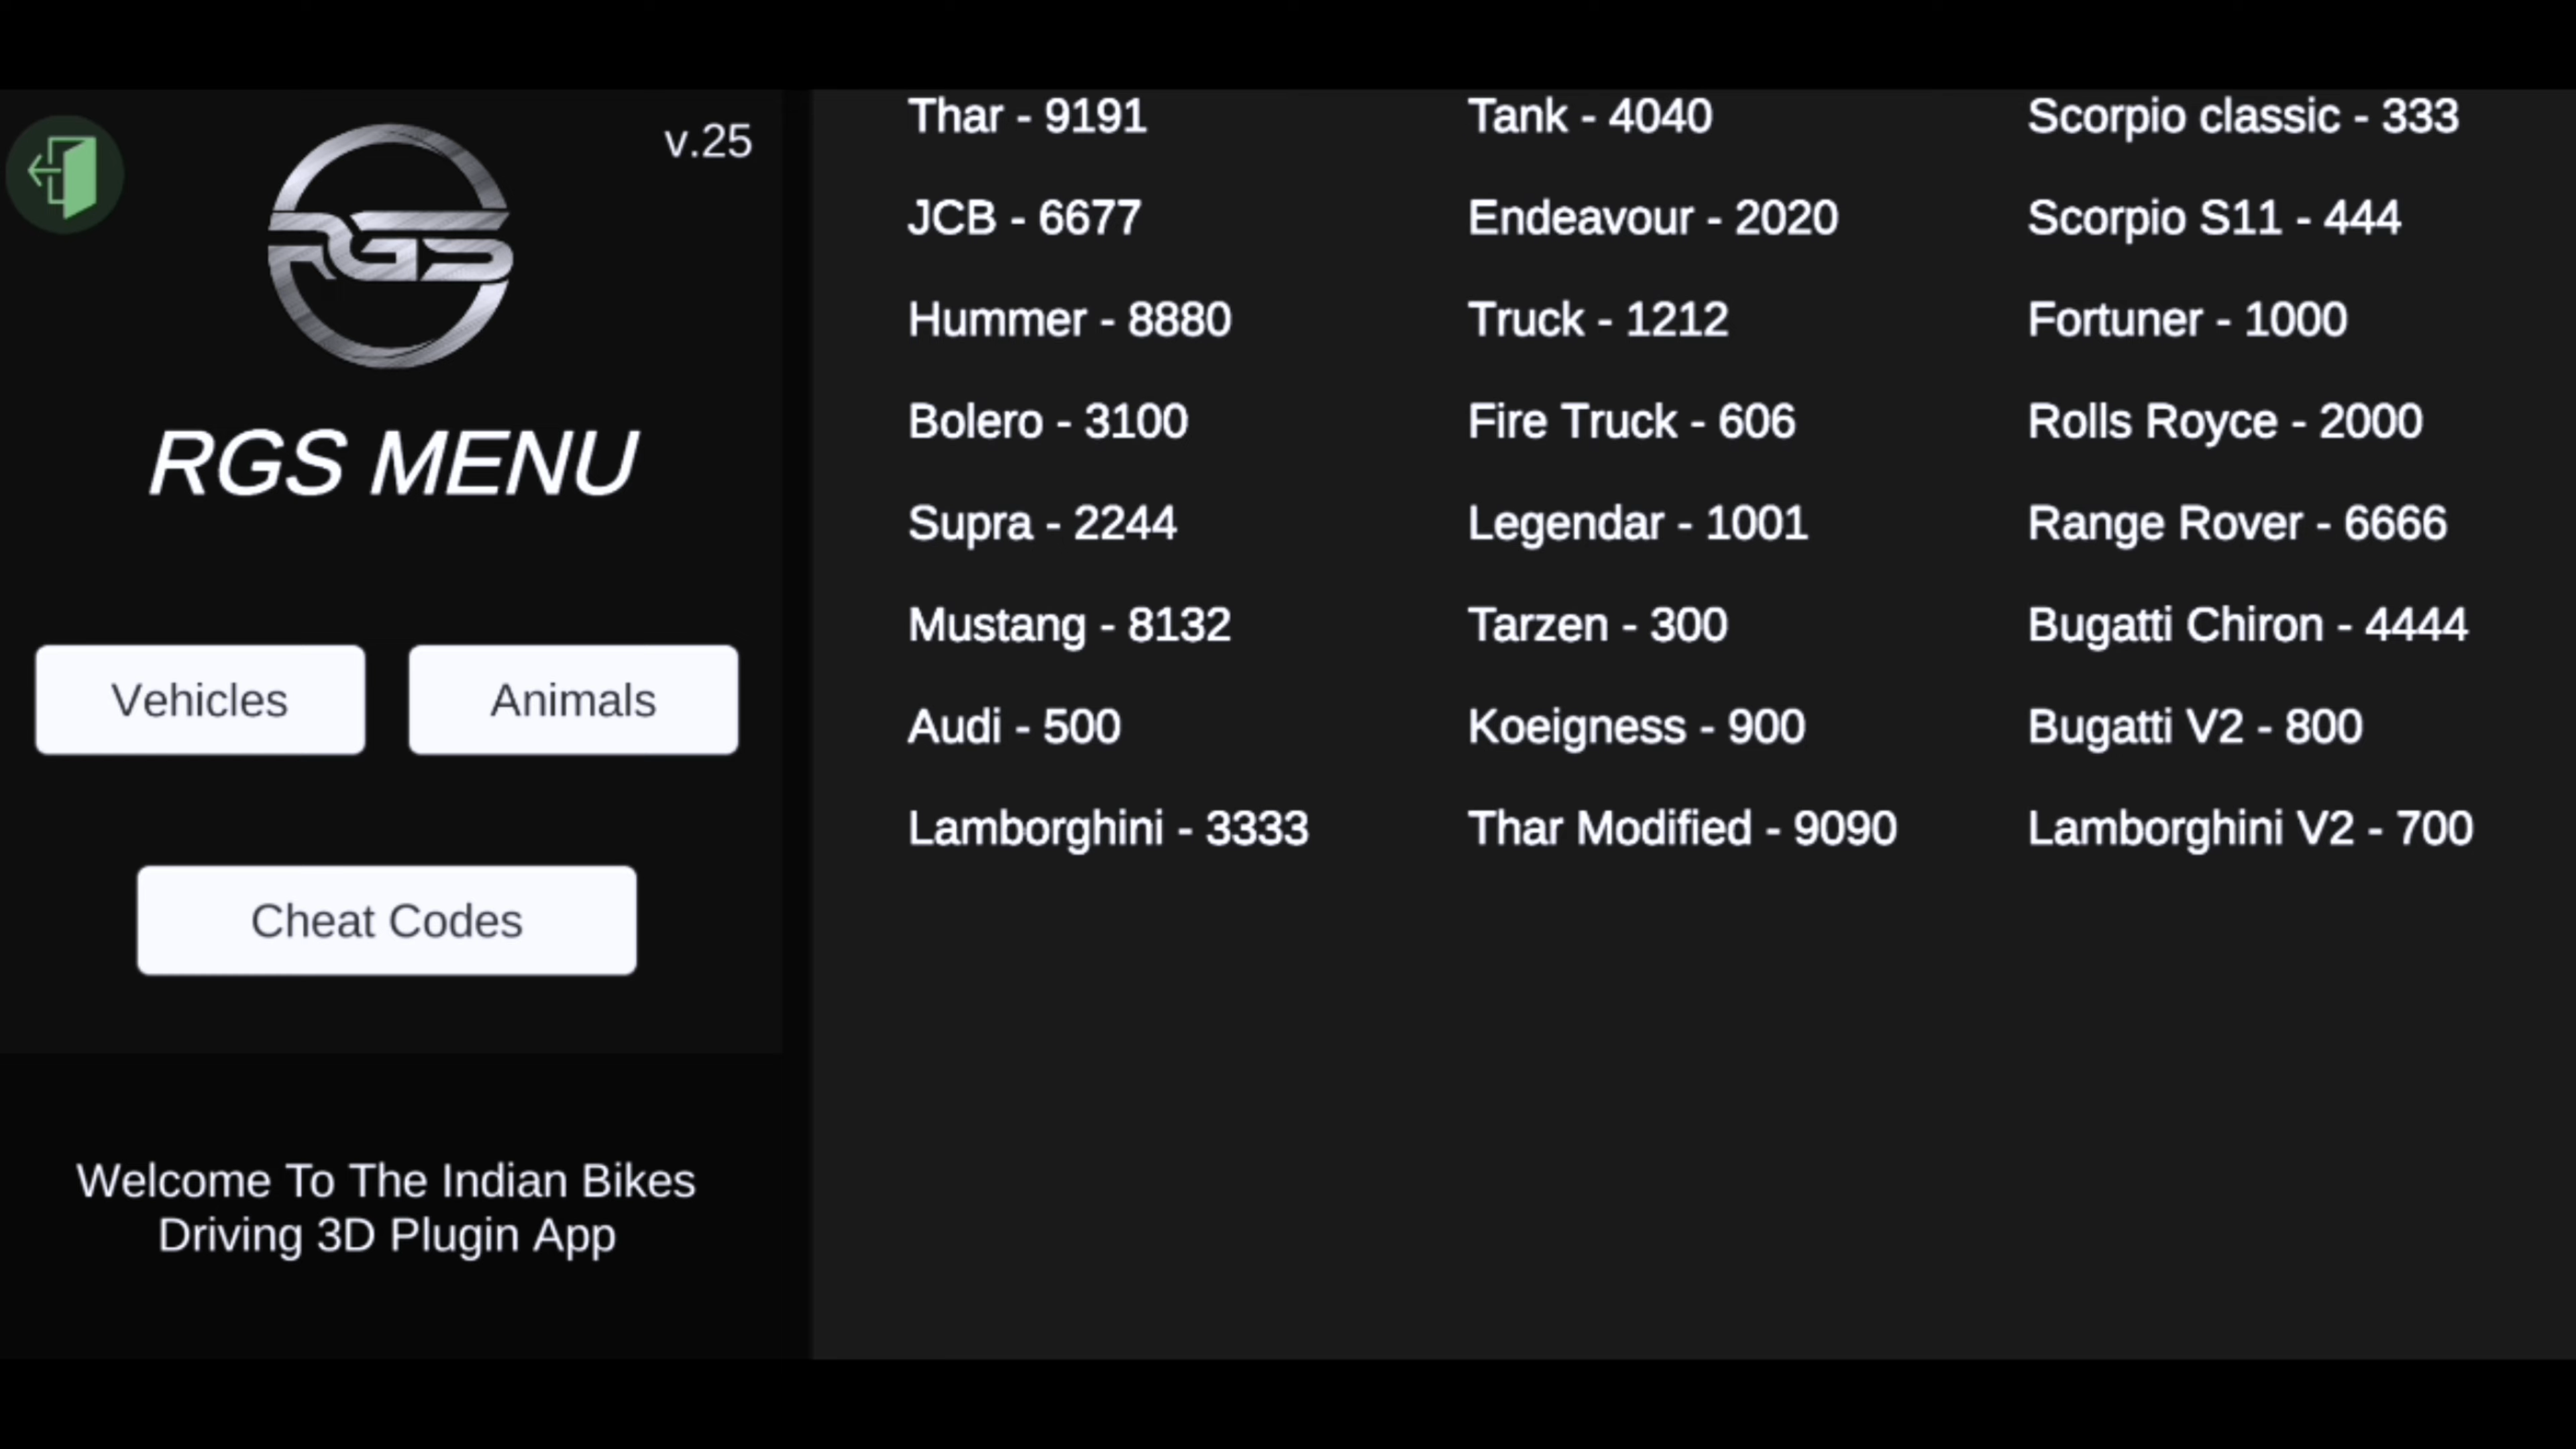 v.25
RGS
RGS MENU
Vehicles
Animals
Cheat Codes
Welcome To The Indian Bikes
Driving 3D Plugin App
Thar - 9191
Tank - 4040
Scorpio classic - 333
JCB - 6677
Endeavour - 2020
Scorpio S11 - 444
Hummer - 8880
Truck - 1212
Fortuner - 1000
Bolero - 3100
Fire Truck - 606
Rolls Royce - 2000
Supra - 2244
Legendar - 1001
Range Rover - 6666
Mustang - 8132
Tarzen - 300
Bugatti Chiron - 4444
Audi - 500
Koeigness - 900
Bugatti V2 - 800
Lamborghini - 3333
Thar Modified - 9090
Lamborghini V2 - 700